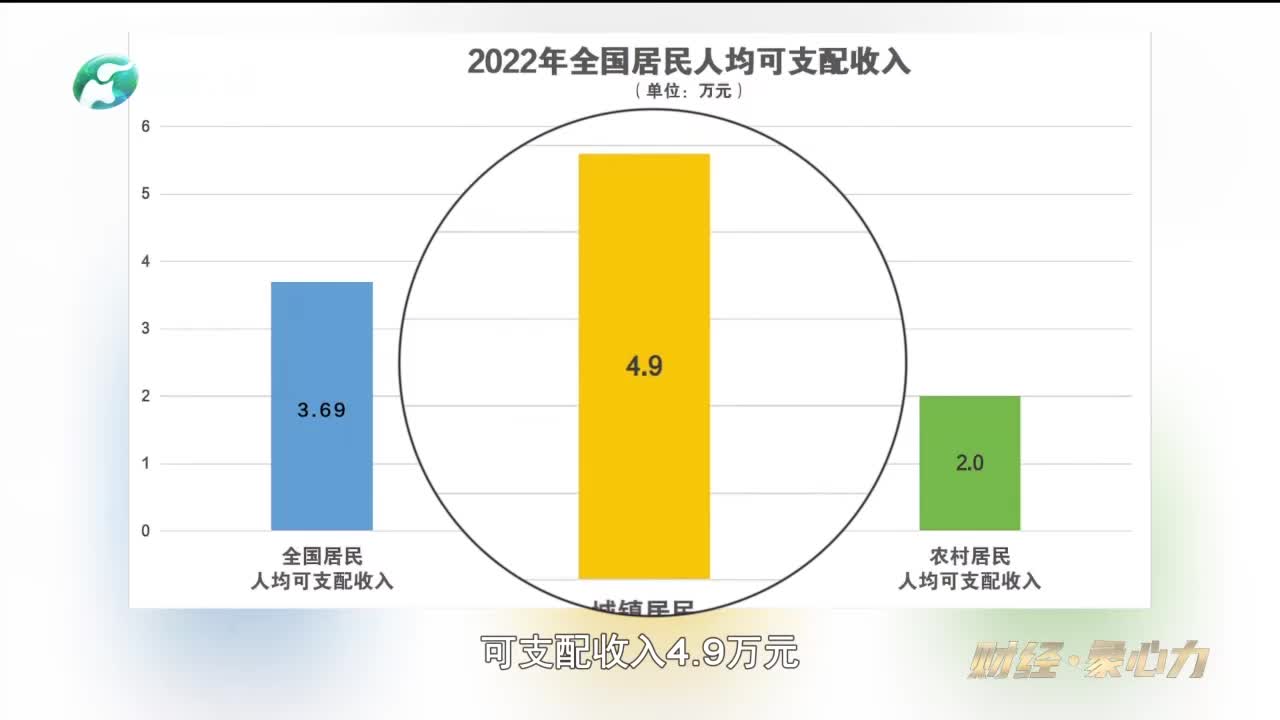 2022年全国居民人均可支配收入
（单位：万元）
6
5
4
3
2
1
0
3.69
4.9
2.0
全国居民
人均可支配收入
城镇居民
农村居民
人均可支配收入
可支配收入4.9万元
财经·象心力